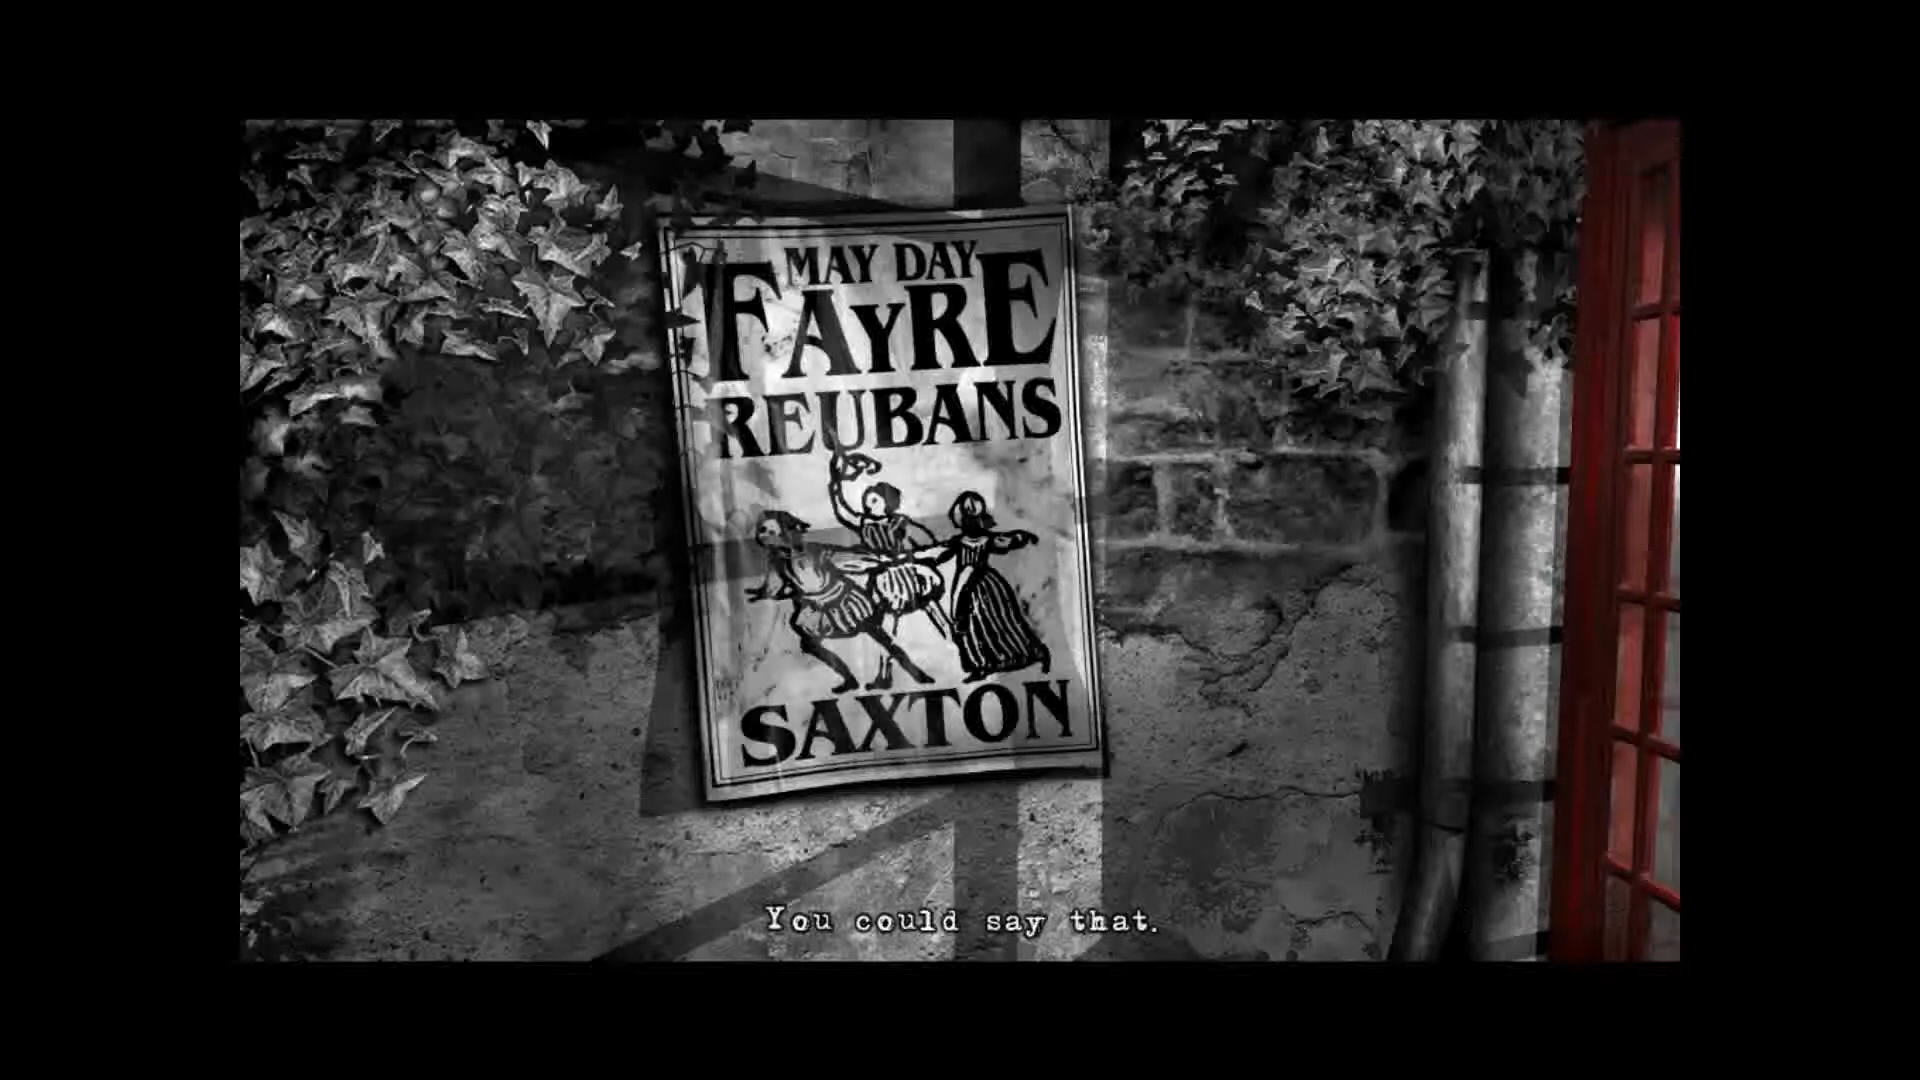 MAY DAY
FAYRE
REUBANS
SAXTON
You could say that.